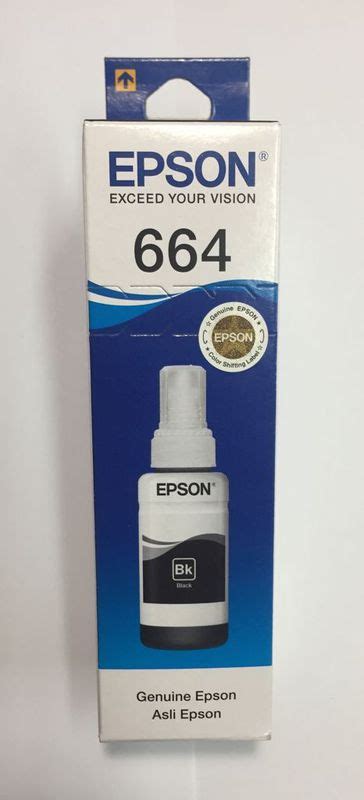 EPSON®
EXCEED YOUR VISION
664
Genuine EPSON
EPSON
Color Shifting Label
EPSON®
Bk
Black
Genuine Epson
Asli Epson